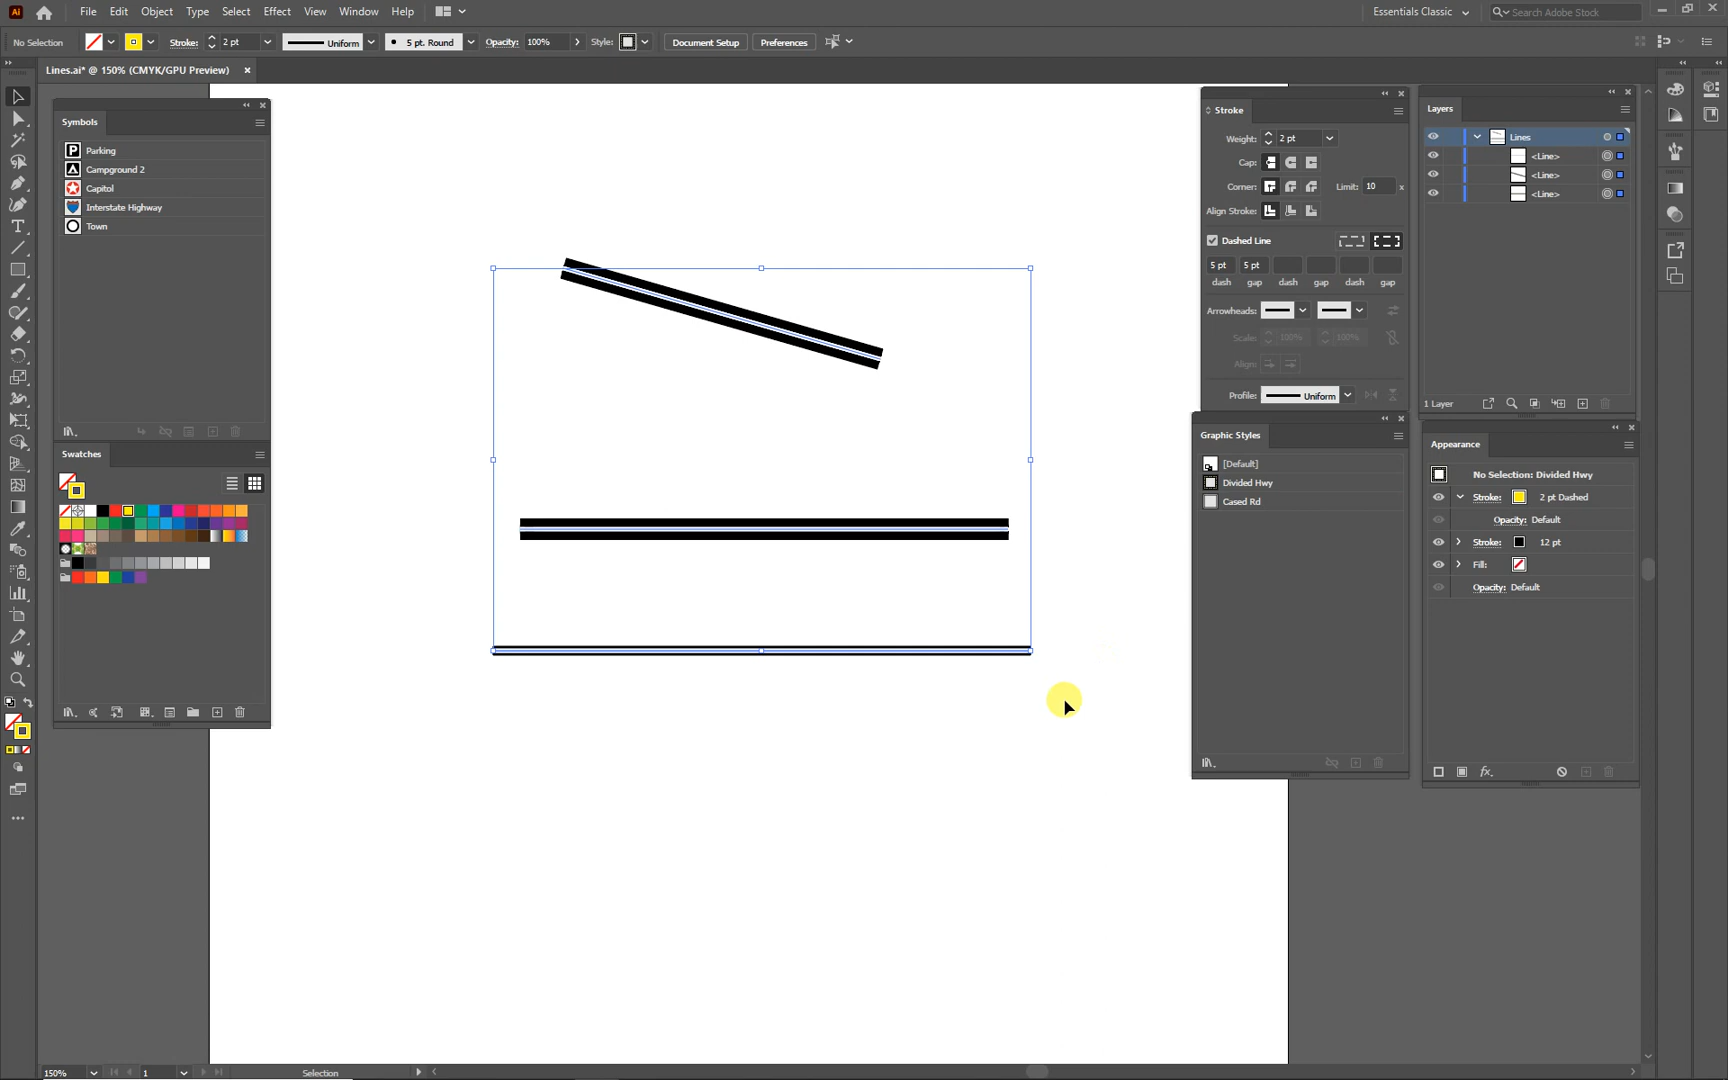 Ai File Edit Object Type Select Effect View Window Help Essentials Classic Search Adobe Stock
No Selection Stroke: 2 pt Uniform 5 pt. Round Opacity: 100% Style: Document Setup Preferences
Lines.ai* @ 150% (CMYK/GPU Preview)
Symbols
Parking
Campground 2
Capitol
Interstate Highway
Town
Swatches
Stroke
Weight: 2 pt
Cap:
Corner: Limit: 10 x
Align Stroke:
Dashed Line
5 pt 5 pt
dash gap dash gap dash gap
Arrowheads:
Scale: 100% 100%
Align:
Profile: Uniform
Graphic Styles
[Default]
Divided Hwy
Cased Rd
Layers
Lines
<Line>
<Line>
<Line>
1 Layer
Appearance
No Selection: Divided Hwy
Stroke: 2 pt Dashed
Opacity: Default
Stroke: 12 pt
Fill:
Opacity: Default
fx.
150% 1 Selection